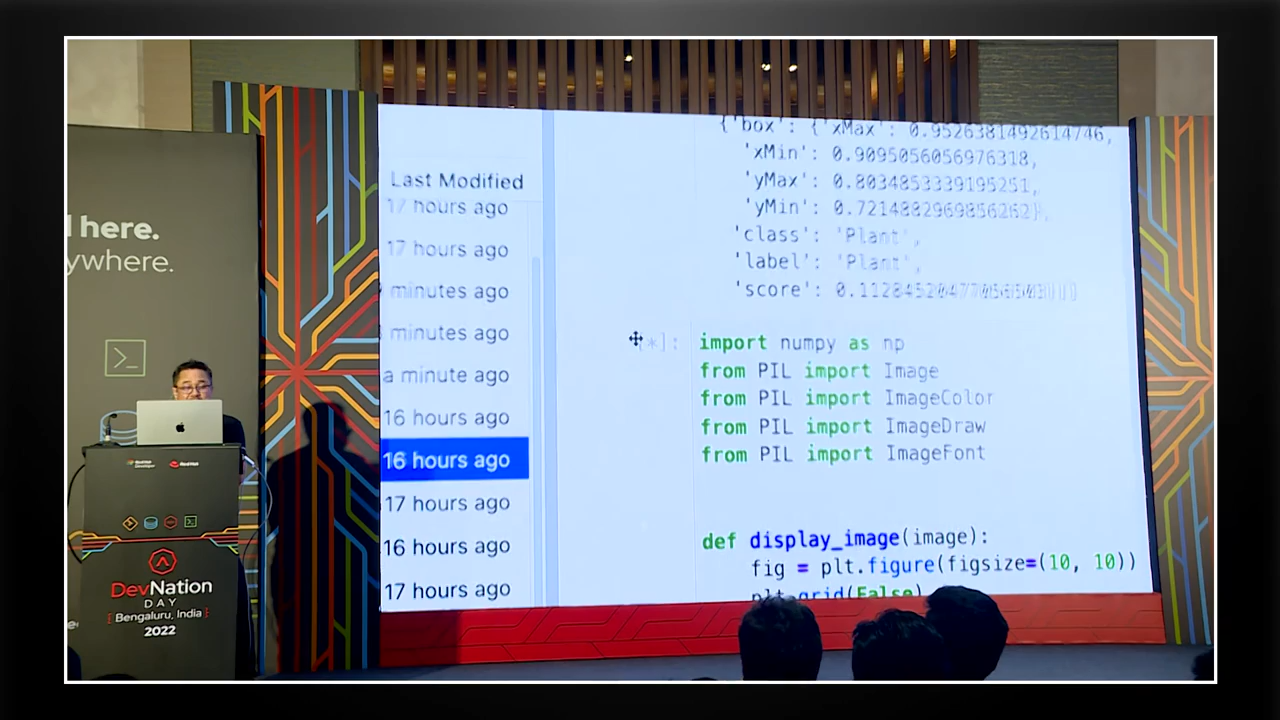 here.
ywhere.
DevNation
DAY
Bengaluru, India
2022
Last Modified
17 hours ago
17 hours ago
minutes ago
minutes ago
a minute ago
16 hours ago
16 hours ago
17 hours ago
16 hours ago
17 hours ago
{'box': {'xMax': 0.9526381492614746,
'xMin': 0.9095056056976318,
'yMax': 0.8034853339195251,
'yMin': 0.7214882969856262},
'class': 'Plant',
'label': 'Plant',
'score':
[*]:
import numpy as np
from PIL import Image
from PIL import ImageColor
from PIL import ImageDraw
from PIL import ImageFont
def display_image(image):
fig = plt.figure(figsize=(10, 10))
plt.grid(False)